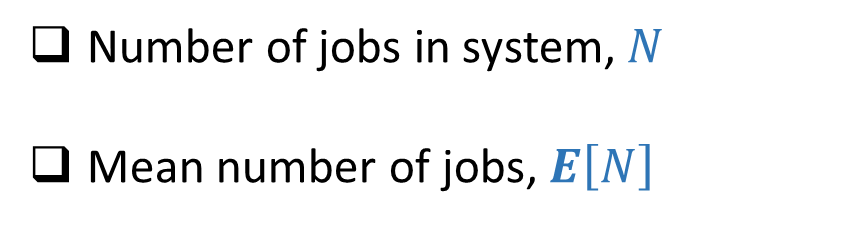 ❑ Number of jobs in system, N
❑ Mean number of jobs, E[N]